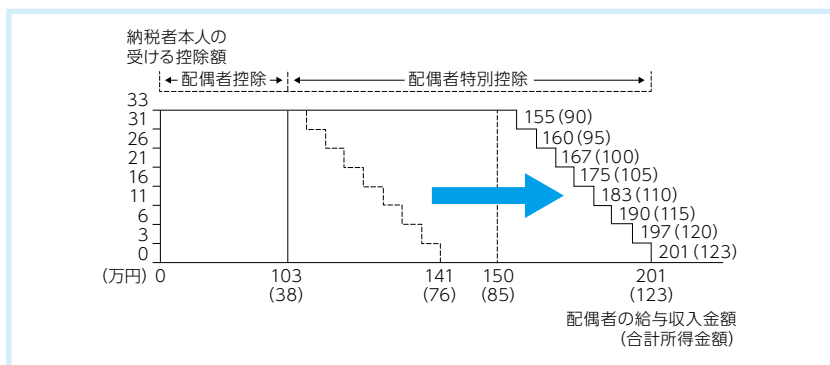 納税者本人の
受ける控除額
配偶者控除
配偶者特別控除
33
31
26
21
16
11
6
3
0
155(90)
160(95)
167(100)
175(105)
183(110)
190(115)
197(120)
201(123)
(万円) 0 103 141 150 201
(38) (76) (85) (123)
配偶者の給与収入金額
(合計所得金額)